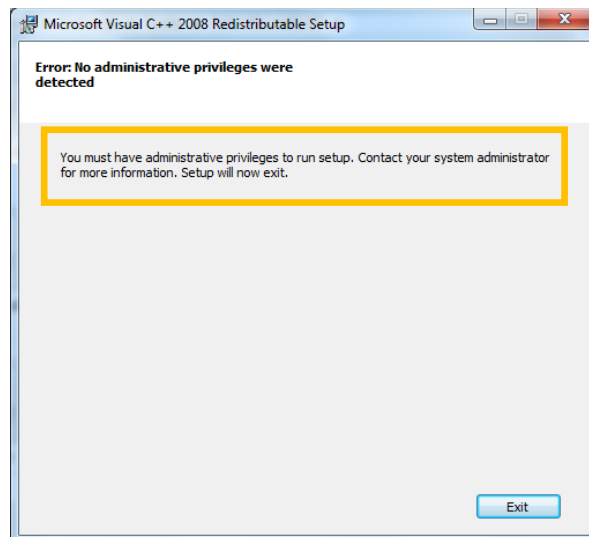 Microsoft Visual C++ 2008 Redistributable Setup
Error: No administrative privileges were
detected
You must have administrative privileges to run setup. Contact your system administrator
for more information. Setup will now exit.
Exit